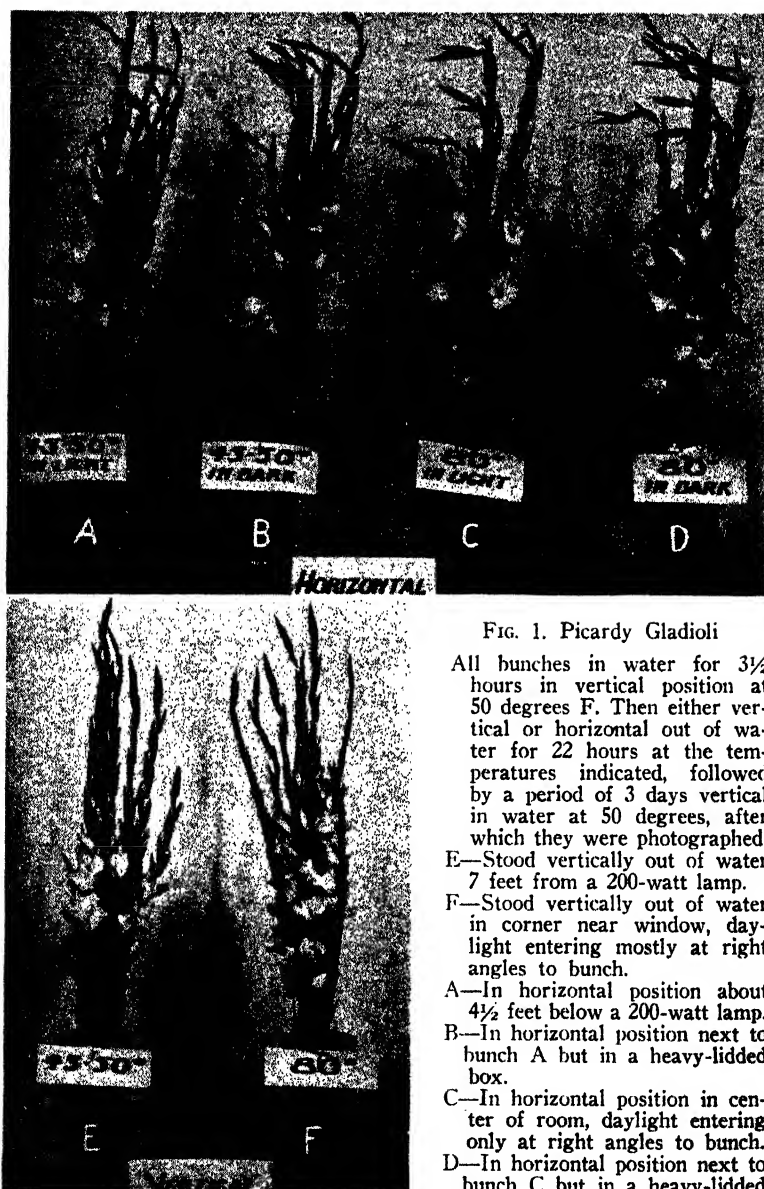 45-50°
IN LIGHT
45-50°
IN DARK
80°
IN LIGHT
80°
IN DARK
A
B
C
D
HORIZONTAL
45-50°
80°
E
F
FIG. 1. Picardy Gladioli
All bunches in water for 3½
hours in vertical position at
50 degrees F. Then either ver-
tical or horizontal out of wa-
ter for 22 hours at the tem-
peratures indicated, followed
by a period of 3 days vertical
in water at 50 degrees, after
which they were photographed
E—Stood vertically out of water
7 feet from a 200-watt lamp.
F—Stood vertically out of water
in corner near window, day-
light entering mostly at right
angles to bunch.
A—In horizontal position about
4½ feet below a 200-watt lamp.
B—In horizontal position next to
bunch A but in a heavy-lidded
box.
C—In horizontal position in cen-
ter of room, daylight entering
only at right angles to bunch.
D—In horizontal position next to
bunch C but in a heavy-lidded